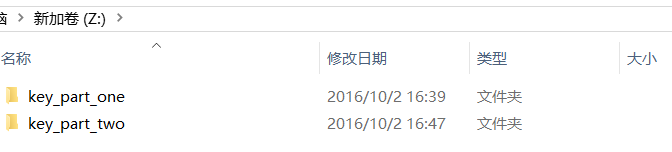 脑 > 新加卷 (Z:) >
名称 修改日期 类型 大小
key_part_one 2016/10/2 16:39 文件夹
key_part_two 2016/10/2 16:47 文件夹